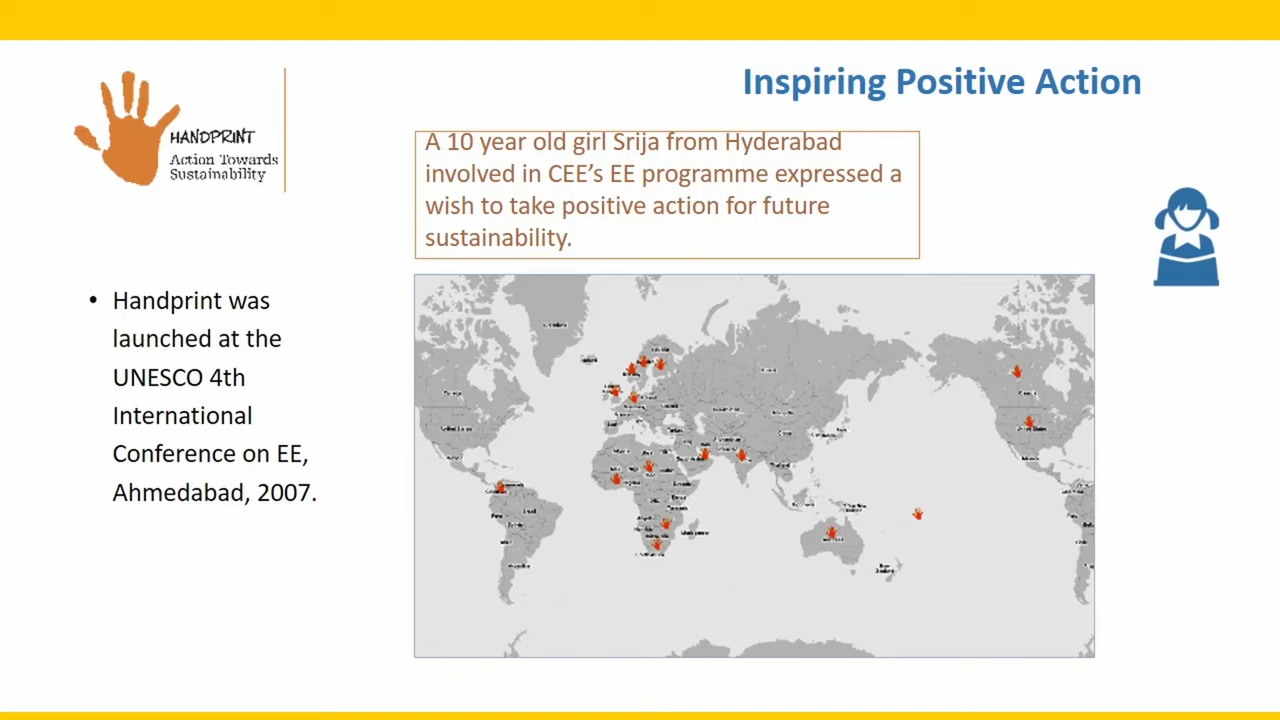 Inspiring Positive Action
HANDPRINT
Action Towards
Sustainability
A 10 year old girl Srija from Hyderabad
involved in CEE's EE programme expressed a
wish to take positive action for future
sustainability.
• Handprint was
launched at the
UNESCO 4th
International
Conference on EE,
Ahmedabad, 2007.